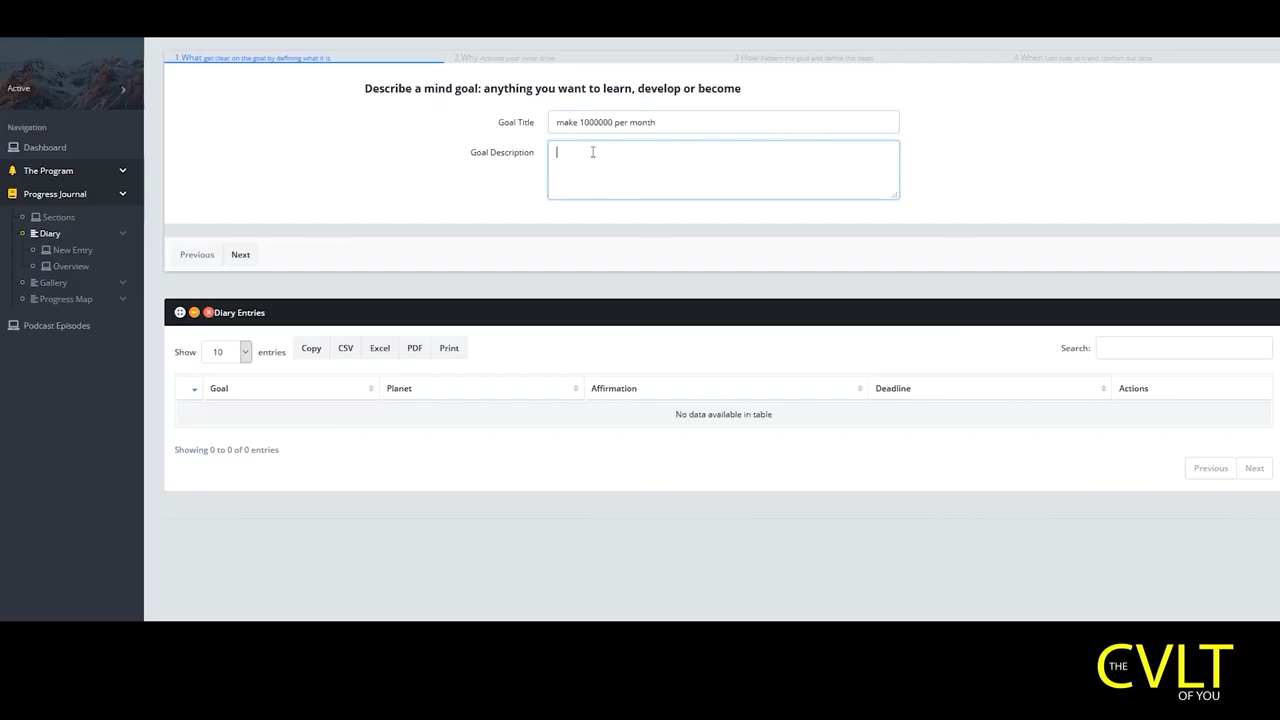 1 What get clear on the goal by defining what it is
2 Why Activate your inner drive
3 How Flatten the goal and define the steps
4 When Lets look at it and confirm our time
Active
Describe a mind goal: anything you want to learn, develop or become
Navigation
Goal Title
make 1000000 per month
Dashboard
Goal Description
The Program
Progress Journal
Sections
Diary
New Entry
Previous
Next
Overview
Gallery
Progress Map
Diary Entries
Podcast Episodes
Show
10
entries
Copy
CSV
Excel
PDF
Print
Search:
Goal
Planet
Affirmation
Deadline
Actions
No data available in table
Showing 0 to 0 of 0 entries
Previous
Next
THE
CVLT
OF YOU